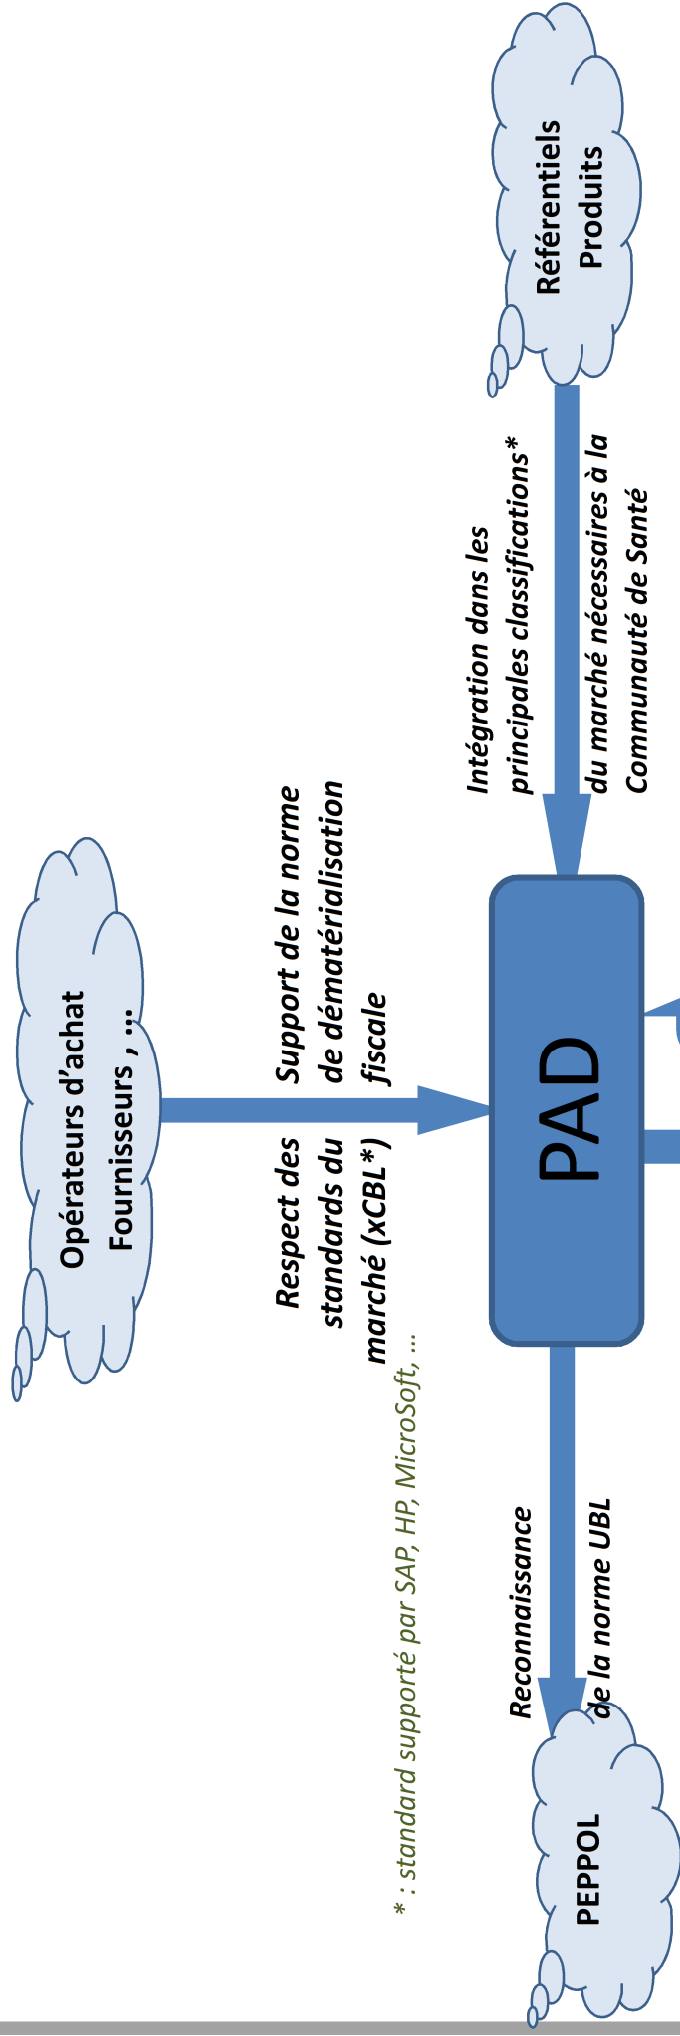 Opérateurs d’achat
Fournisseurs , ...
Respect des
standards du
marché (xCBL*)
Support de la norme
de dématérialisation
fiscale
* : standard supporté par SAP, HP, MicroSoft, ...
PEPPOL
Reconnaissance
de la norme UBL
PAD
Intégration dans les
principales classifications*
du marché nécessaires à la
Communauté de Santé
Référentiels
Produits